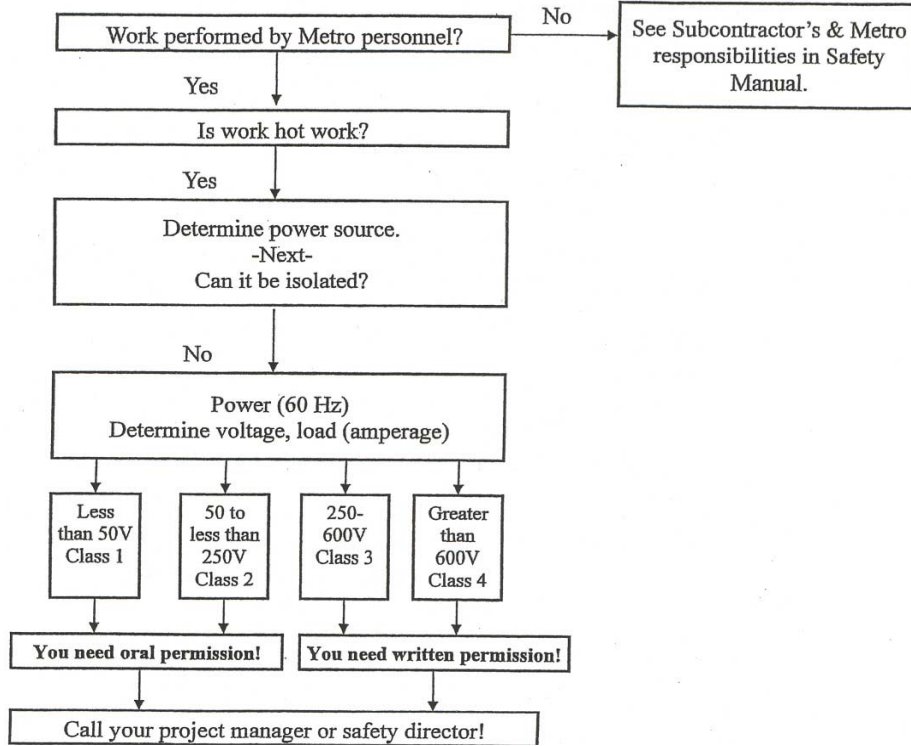 Work performed by Metro personnel?
No
See Subcontractor's & Metro
responsibilities in Safety
Manual.
Yes
Is work hot work?
Yes
Determine power source.
-Next-
Can it be isolated?
No
Power (60 Hz)
Determine voltage, load (amperage)
Less
than 50V
Class 1
50 to
less than
250V
Class 2
250-
600V
Class 3
Greater
than
600V
Class 4
You need oral permission!
You need written permission!
Call your project manager or safety director!